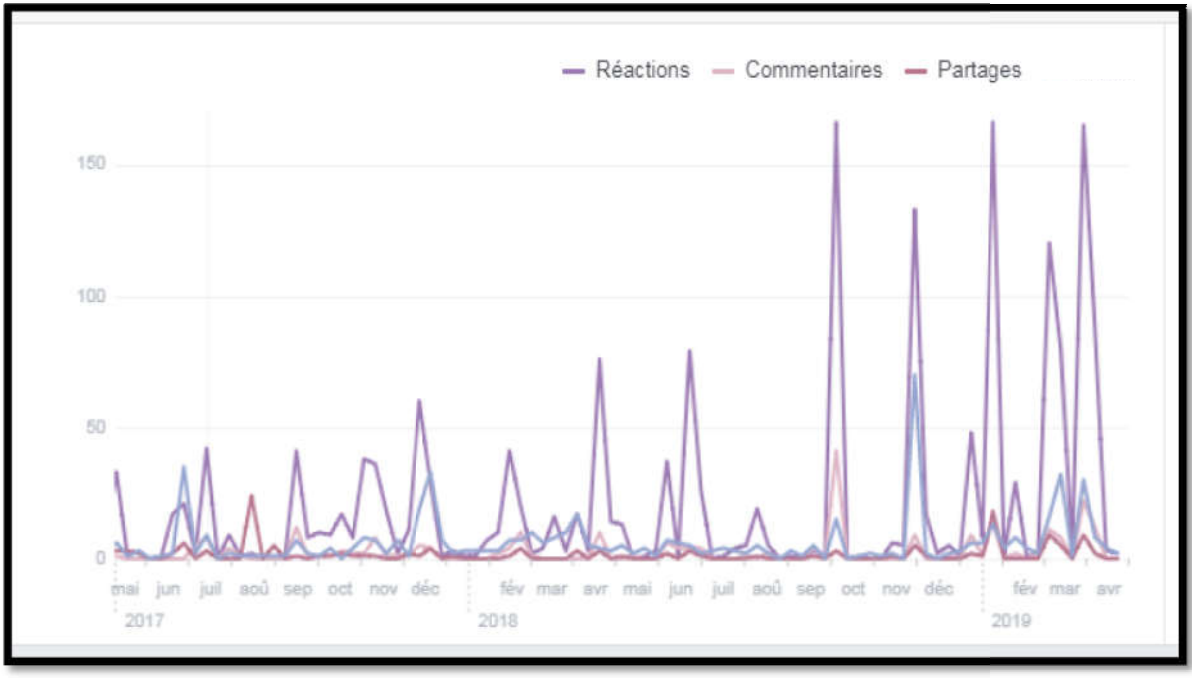 Réactions Commentaires Partages
150
100
50
0
mai jun juil aoû sep oct nov déc fév mar avr mai jun juil aoû sep oct nov déc fév mar avr
2017 2018 2019